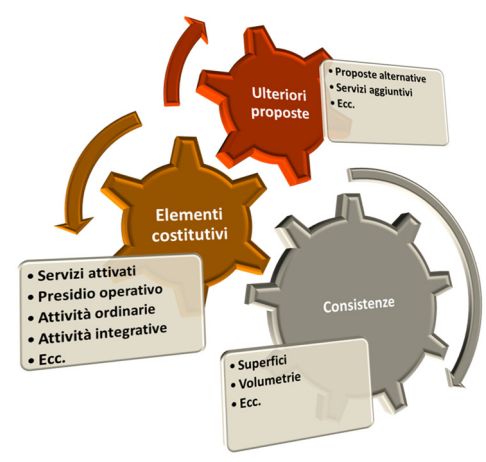 Ulteriori
proposte
• Proposte alternative
• Servizi aggiuntivi
• Ecc.
Elementi
costitutivi
• Servizi attivati
• Presidio operativo
• Attività ordinarie
• Attività integrative
• Ecc.
Consistenze
• Superfici
• Volumetrie
• Ecc.